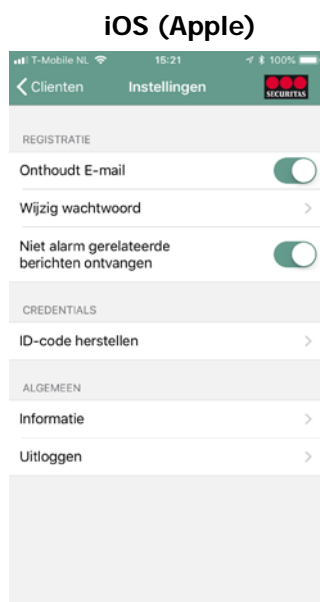 iOS (Apple)
T-Mobile NL 15:21 100%
Clienten Instellingen SECURITAS
REGISTRATIE
Onthoudt E-mail
Wijzig wachtwoord
Niet alarm gerelateerde
berichten ontvangen
CREDENTIALS
ID-code herstellen
ALGEMEEN
Informatie
Uitloggen